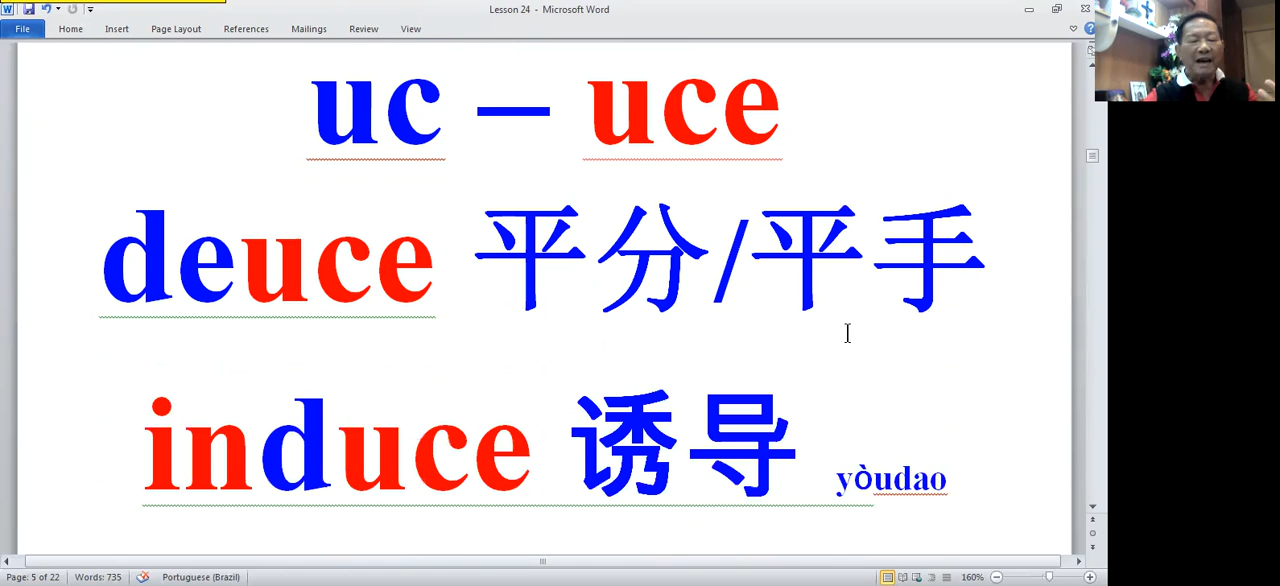 Lesson 24 - Microsoft Word
File Home Insert Page Layout References Mailings Review View
uc – uce
deuce 平分/平手
induce 诱导 yòudao
Page: 5 of 22 Words: 735 Portuguese (Brazil) 160%